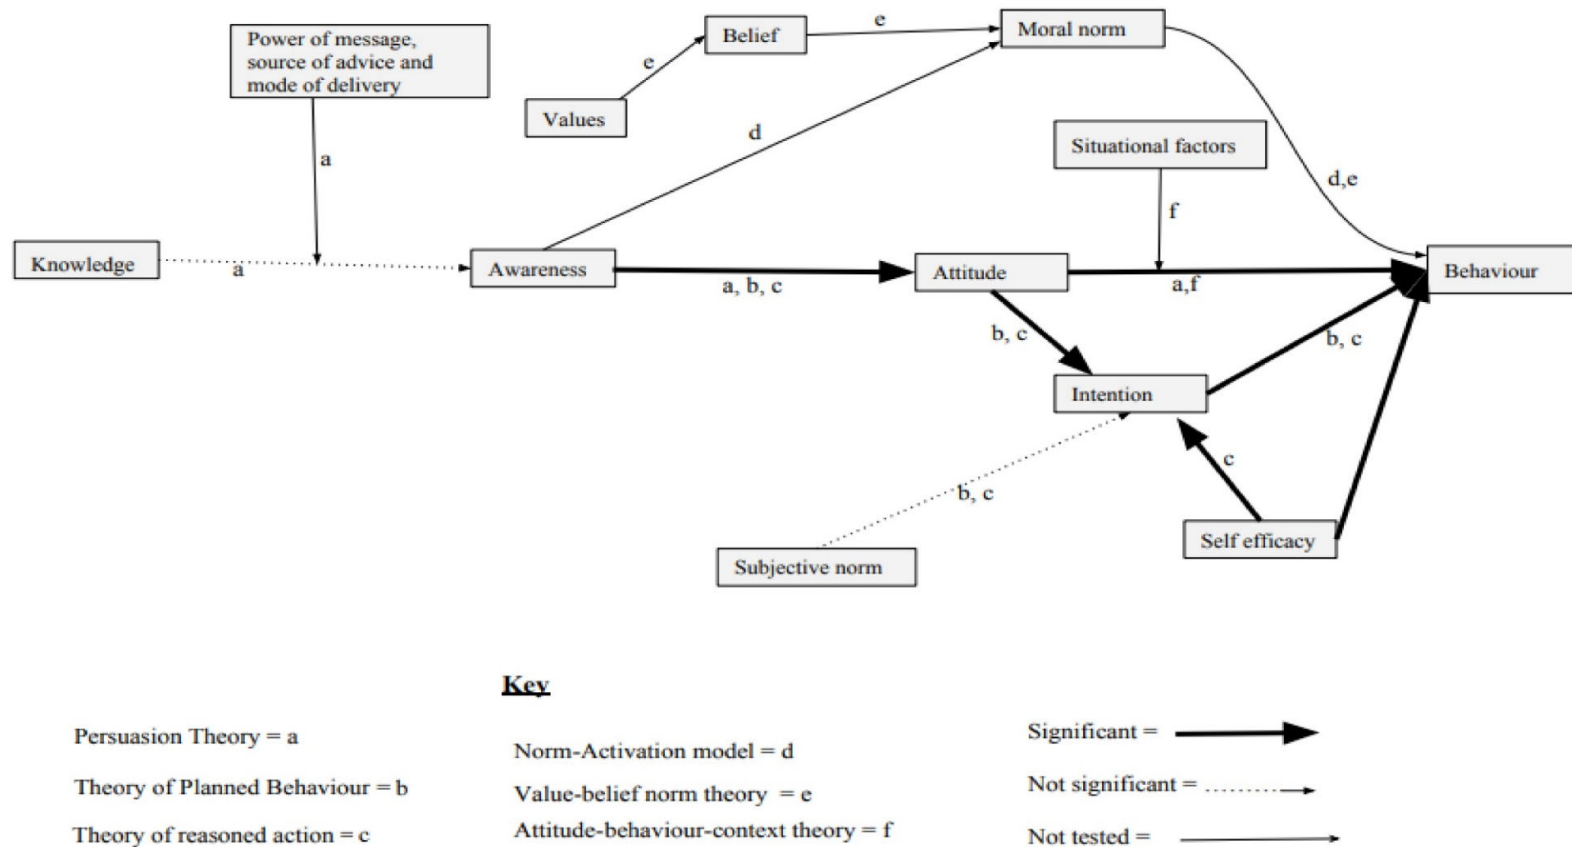 Power of message,
source of advice and
mode of delivery
Belief
e
Moral norm
e
Values
d
Situational factors
a
d,e
f
Knowledge
a
Awareness
a, b, c
Attitude
a,f
Behaviour
b, c
b, c
Intention
c
b, c
Self efficacy
Subjective norm
Key
Persuasion Theory = a
Theory of Planned Behaviour = b
Theory of reasoned action = c
Norm-Activation model = d
Value-belief norm theory = e
Attitude-behaviour-context theory = f
Significant =
Not significant =
Not tested =